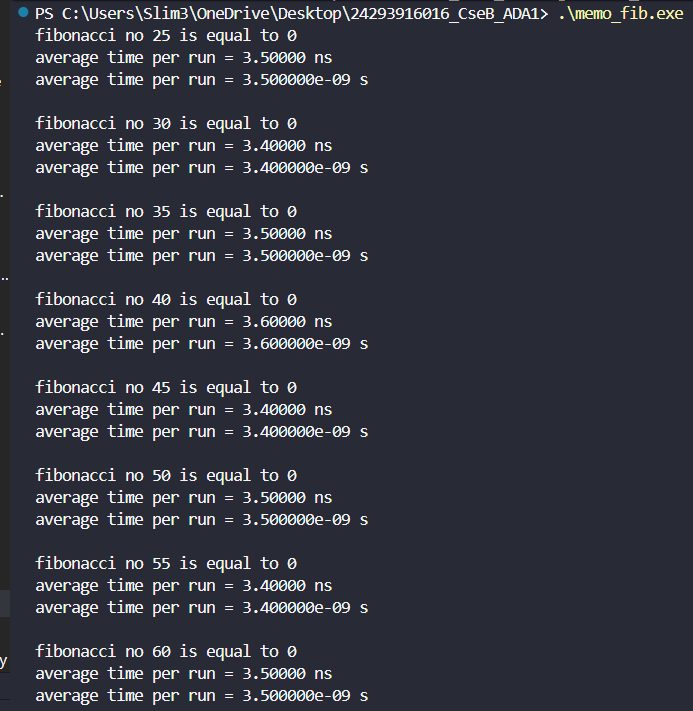 PS C:\Users\Slim3\OneDrive\Desktop\24293916016_CseB_ADA1> .\memo_fib.exe
fibonacci no 25 is equal to 0
average time per run = 3.50000 ns
average time per run = 3.500000e-09 s
fibonacci no 30 is equal to 0
average time per run = 3.40000 ns
average time per run = 3.400000e-09 s
fibonacci no 35 is equal to 0
average time per run = 3.50000 ns
average time per run = 3.500000e-09 s
fibonacci no 40 is equal to 0
average time per run = 3.60000 ns
average time per run = 3.600000e-09 s
fibonacci no 45 is equal to 0
average time per run = 3.40000 ns
average time per run = 3.400000e-09 s
fibonacci no 50 is equal to 0
average time per run = 3.50000 ns
average time per run = 3.500000e-09 s
fibonacci no 55 is equal to 0
average time per run = 3.40000 ns
average time per run = 3.400000e-09 s
fibonacci no 60 is equal to 0
average time per run = 3.50000 ns
average time per run = 3.500000e-09 s